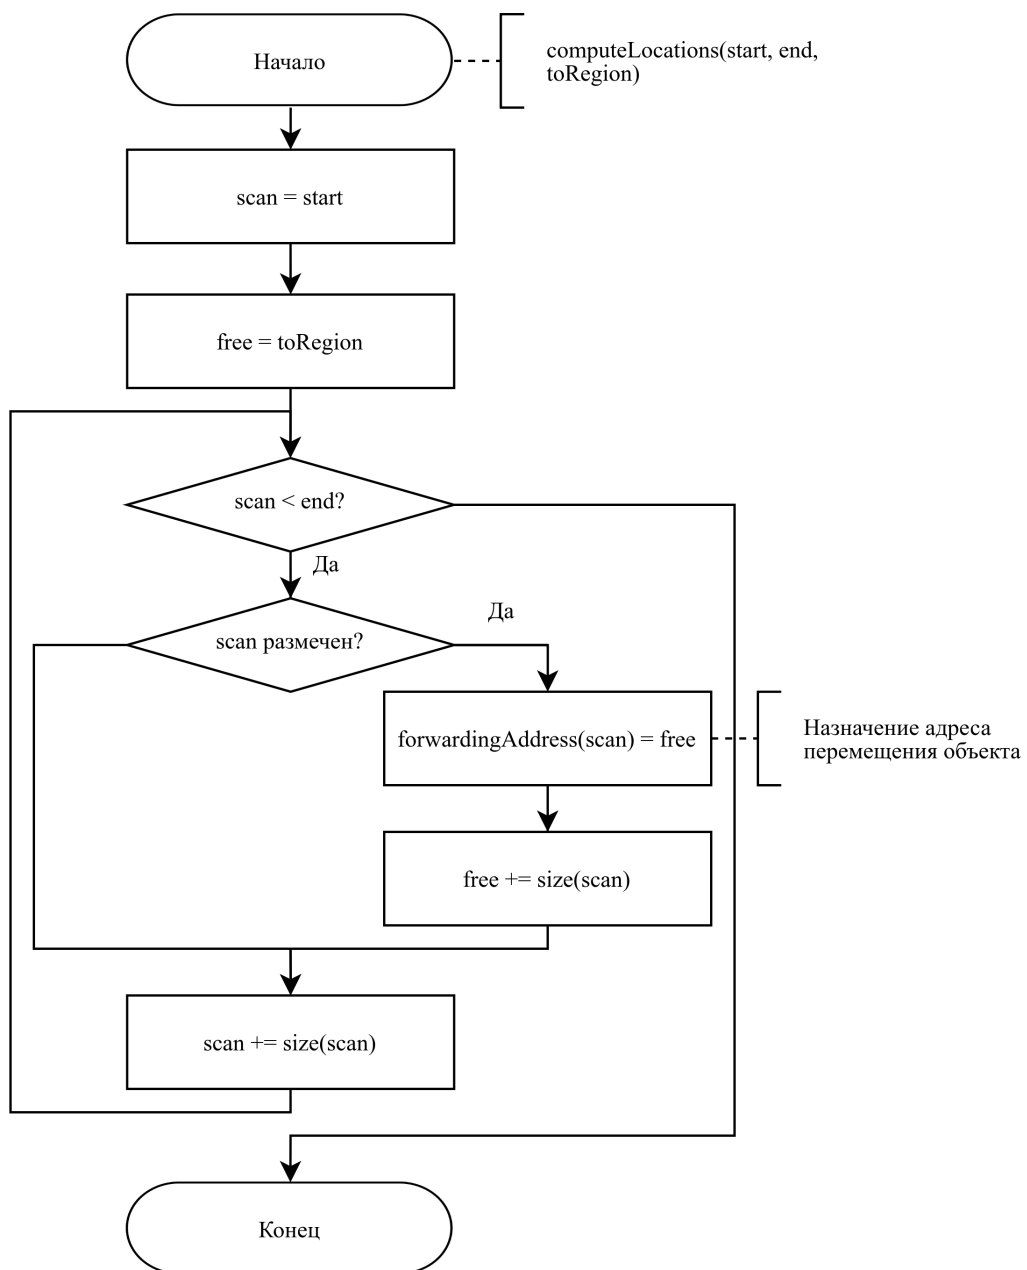 Начало
computeLocations(start, end,
toRegion)
scan = start
free = toRegion
scan < end?
Да
Да
scan размечен?
forwardingAddress(scan) = free
Назначение адреса
перемещения объекта
free += size(scan)
scan += size(scan)
Конец